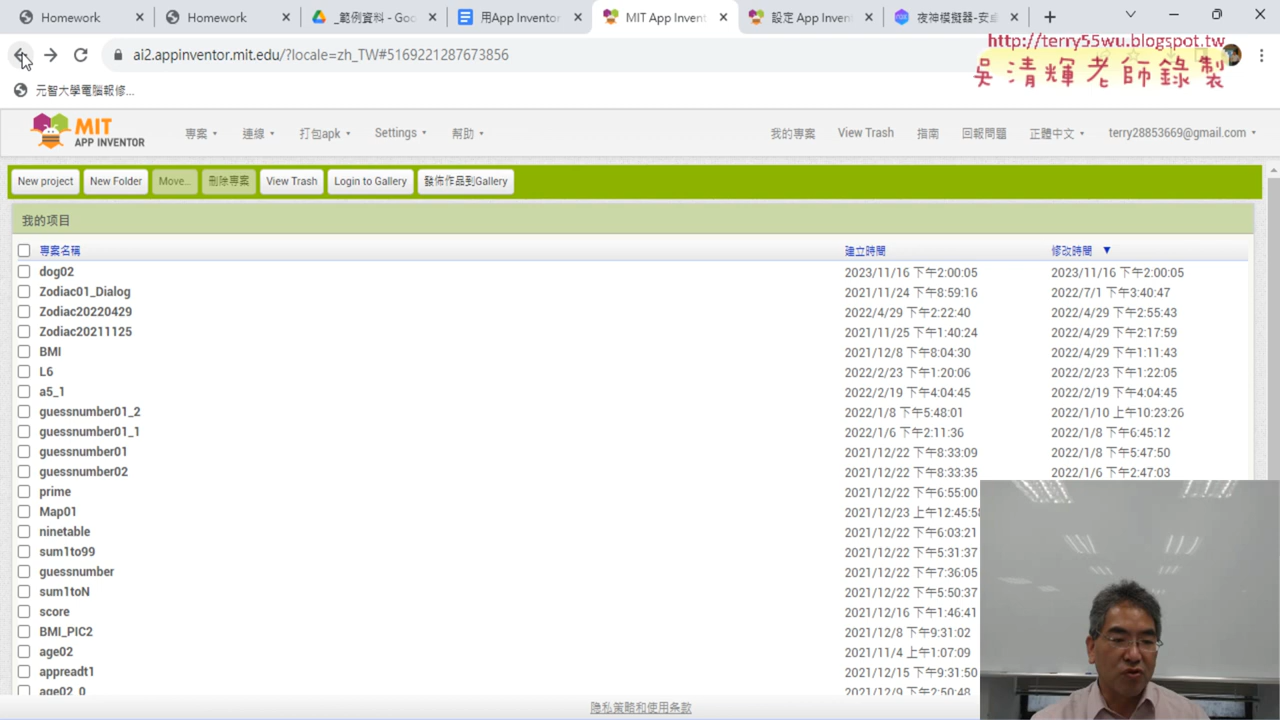 Homework
Homework
_範例資料 - Goo
用App Inventor
MIT App Invent
設定 App Inven
夜神模擬器-安卓
http://terry55wu.blogspot.tw
吳清輝老師錄製
ai2.appinventor.mit.edu/?locale=zh_TW#5169221287673856
元智大學電腦報修...
MIT
APP INVENTOR
專案
連線
打包apk
Settings
幫助
我的專案
View Trash
指南
回報問題
正體中文
terry28853669@gmail.com
New project
New Folder
Move...
刪除專案
View Trash
Login to Gallery
發佈作品到Gallery
我的项目
專案名稱 建立時間 修改時間 ▼
dog02 2023/11/16 下午2:00:05 2023/11/16 下午2:00:05
Zodiac01_Dialog 2021/11/24 下午8:59:16 2022/7/1 下午3:40:47
Zodiac20220429 2022/4/29 下午2:22:40 2022/4/29 下午2:55:43
Zodiac20211125 2021/11/25 下午1:40:24 2022/4/29 下午2:17:59
BMI 2021/12/8 下午8:04:30 2022/4/29 下午1:11:43
L6 2022/2/23 下午1:20:06 2022/2/23 下午1:22:05
a5_1 2022/2/19 下午4:04:45 2022/2/19 下午4:04:45
guessnumber01_2 2022/1/8 下午5:48:01 2022/1/10 上午10:23:26
guessnumber01_1 2022/1/6 下午2:11:36 2022/1/8 下午6:45:12
guessnumber01 2021/12/22 下午8:33:09 2022/1/8 下午5:47:50
guessnumber02 2021/12/22 下午8:33:35 2022/1/6 下午2:47:03
prime 2021/12/22 下午6:55:00
Map01 2021/12/23 上午12:45:58
ninetable 2021/12/22 下午6:03:21
sum1to99 2021/12/22 下午5:31:37
guessnumber 2021/12/22 下午7:36:05
sum1toN 2021/12/22 下午5:50:37
score 2021/12/16 下午1:46:41
BMI_PIC2 2021/12/8 下午9:31:02
age02 2021/11/4 上午1:07:09
appreadt1 2021/12/15 下午9:31:50
age02_0 2021/12/9 下午2:50:48
隐私策略和使用条款